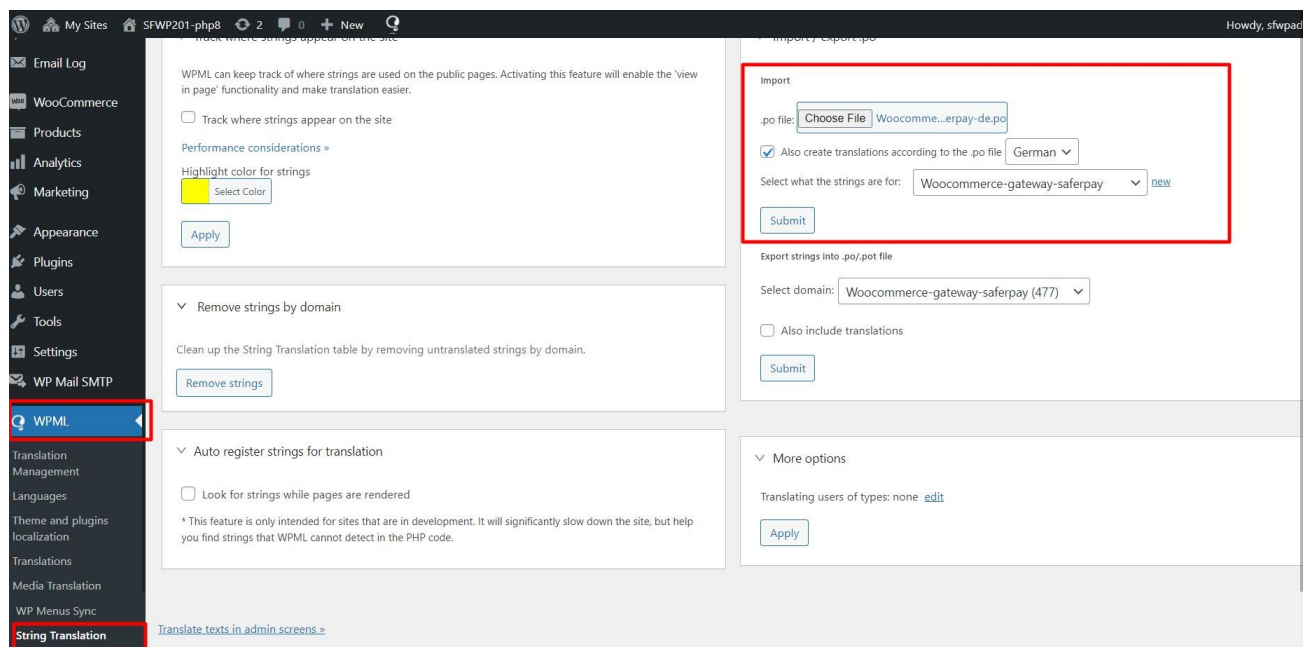 My Sites SFWP201-php8 2 0 + New Howdy, sfwpad
Email Log
WooCommerce
Products
Analytics
Marketing
Appearance
Plugins
Users
Tools
Settings
WP Mail SMTP
WPML
Translation
Management
Languages
Theme and plugins
localization
Translations
Media Translation
WP Menus Sync
String Translation
Track where strings appear on the site
WPML can keep track of where strings are used on the public pages. Activating this feature will enable the 'view
in page' functionality and make translation easier.
Track where strings appear on the site
Performance considerations »
Highlight color for strings
Select Color
Apply
Remove strings by domain
Clean up the String Translation table by removing untranslated strings by domain.
Remove strings
Auto register strings for translation
Look for strings while pages are rendered
* This feature is only intended for sites that are in development. It will significantly slow down the site, but help
you find strings that WPML cannot detect in the PHP code.
Translate texts in admin screens »
Import / export .po
Import
.po file: Choose File Woocomme...erpay-de.po
Also create translations according to the .po file German
Select what the strings are for: Woocommerce-gateway-saferpay new
Submit
Export strings into .po/.pot file
Select domain: Woocommerce-gateway-saferpay (477)
Also include translations
Submit
More options
Translating users of types: none edit
Apply